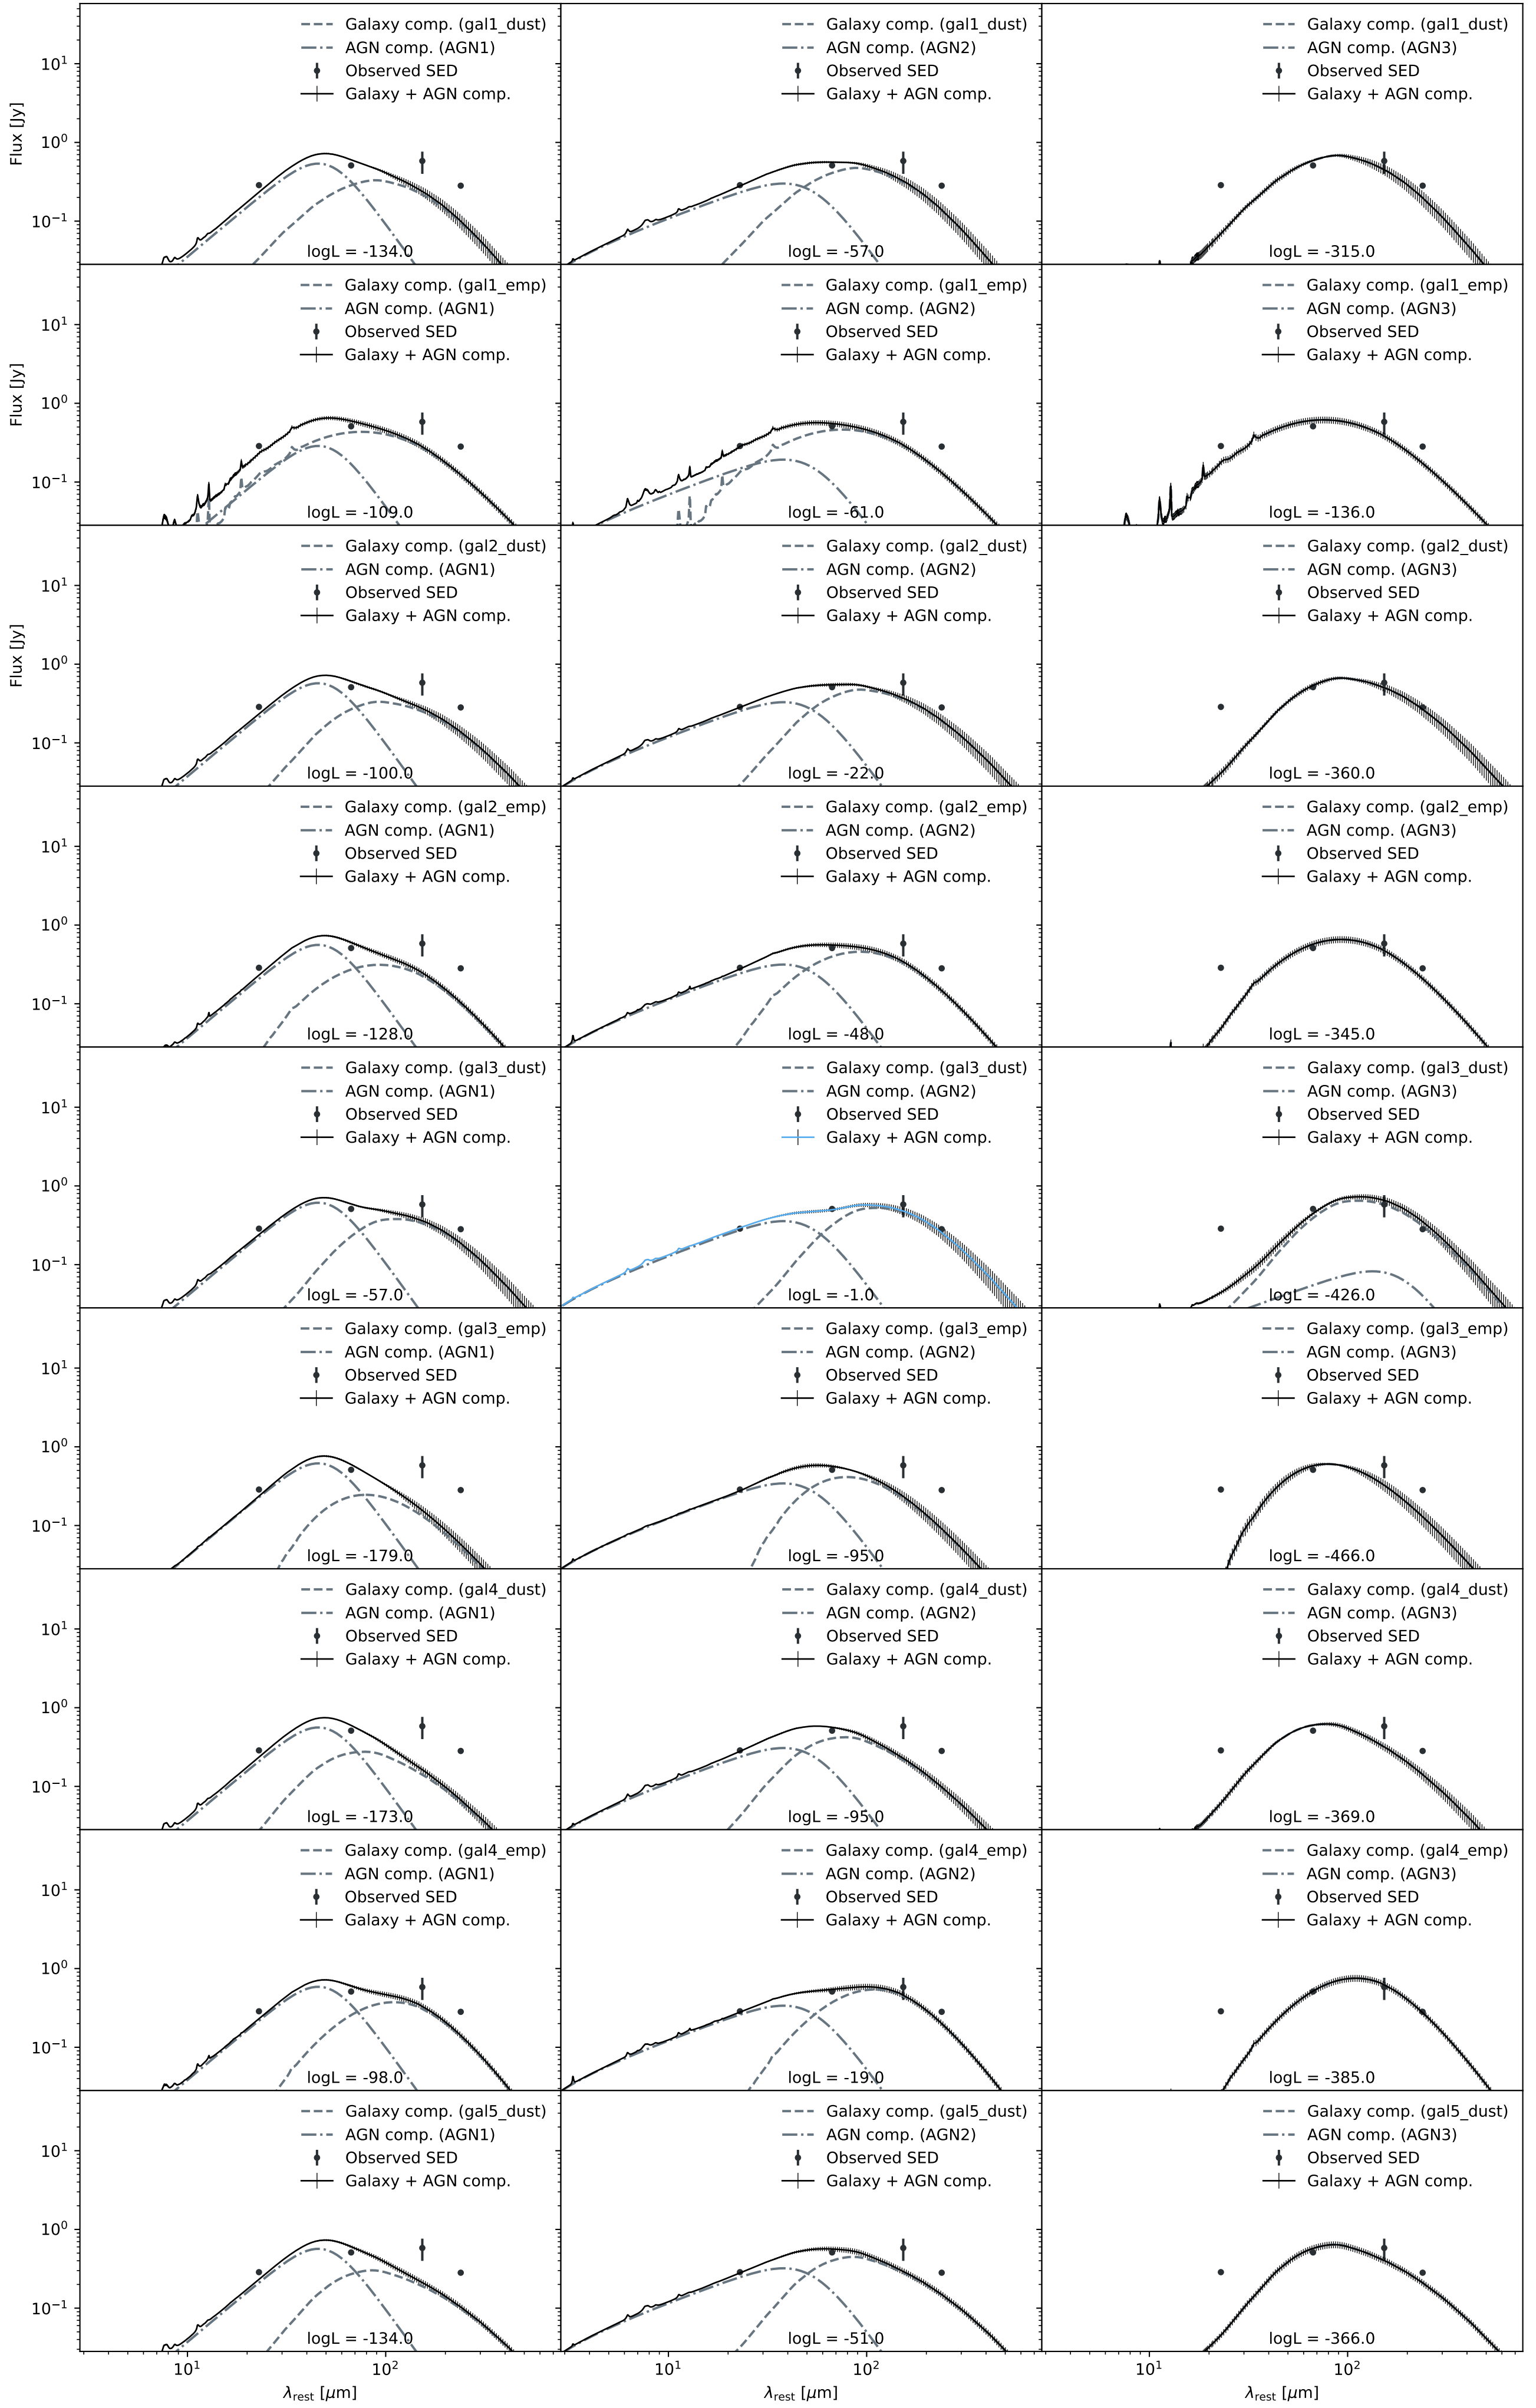 Galaxy comp. (gal1_dust)
AGN comp. (AGN1)
Observed SED
Galaxy + AGN comp.
logL = -134.0
Galaxy comp. (gal1_dust)
AGN comp. (AGN2)
Observed SED
Galaxy + AGN comp.
logL = -57.0
Galaxy comp. (gal1_dust)
AGN comp. (AGN3)
Observed SED
Galaxy + AGN comp.
logL = -315.0
Flux [Jy]
10¹
10⁰
10⁻¹
Galaxy comp. (gal1_emp)
AGN comp. (AGN1)
Observed SED
Galaxy + AGN comp.
logL = -109.0
Galaxy comp. (gal1_emp)
AGN comp. (AGN2)
Observed SED
Galaxy + AGN comp.
logL = -61.0
Galaxy comp. (gal1_emp)
AGN comp. (AGN3)
Observed SED
Galaxy + AGN comp.
logL = -136.0
Flux [Jy]
10¹
10⁰
10⁻¹
Galaxy comp. (gal2_dust)
AGN comp. (AGN1)
Observed SED
Galaxy + AGN comp.
logL = -100.0
Galaxy comp. (gal2_dust)
AGN comp. (AGN2)
Observed SED
Galaxy + AGN comp.
logL = -22.0
Galaxy comp. (gal2_dust)
AGN comp. (AGN3)
Observed SED
Galaxy + AGN comp.
logL = -360.0
Flux [Jy]
10¹
10⁰
10⁻¹
Galaxy comp. (gal2_emp)
AGN comp. (AGN1)
Observed SED
Galaxy + AGN comp.
logL = -128.0
Galaxy comp. (gal2_emp)
AGN comp. (AGN2)
Observed SED
Galaxy + AGN comp.
logL = -48.0
Galaxy comp. (gal2_emp)
AGN comp. (AGN3)
Observed SED
Galaxy + AGN comp.
logL = -345.0
10¹
10⁰
10⁻¹
Galaxy comp. (gal3_dust)
AGN comp. (AGN1)
Observed SED
Galaxy + AGN comp.
logL = -57.0
Galaxy comp. (gal3_dust)
AGN comp. (AGN2)
Observed SED
Galaxy + AGN comp.
logL = -1.0
Galaxy comp. (gal3_dust)
AGN comp. (AGN3)
Observed SED
Galaxy + AGN comp.
logL = -426.0
10¹
10⁰
10⁻¹
Galaxy comp. (gal3_emp)
AGN comp. (AGN1)
Observed SED
Galaxy + AGN comp.
logL = -179.0
Galaxy comp. (gal3_emp)
AGN comp. (AGN2)
Observed SED
Galaxy + AGN comp.
logL = -95.0
Galaxy comp. (gal3_emp)
AGN comp. (AGN3)
Observed SED
Galaxy + AGN comp.
logL = -466.0
10¹
10⁰
10⁻¹
Galaxy comp. (gal4_dust)
AGN comp. (AGN1)
Observed SED
Galaxy + AGN comp.
logL = -173.0
Galaxy comp. (gal4_dust)
AGN comp. (AGN2)
Observed SED
Galaxy + AGN comp.
logL = -95.0
Galaxy comp. (gal4_dust)
AGN comp. (AGN3)
Observed SED
Galaxy + AGN comp.
logL = -369.0
10¹
10⁰
10⁻¹
Galaxy comp. (gal4_emp)
AGN comp. (AGN1)
Observed SED
Galaxy + AGN comp.
logL = -98.0
Galaxy comp. (gal4_emp)
AGN comp. (AGN2)
Observed SED
Galaxy + AGN comp.
logL = -19.0
Galaxy comp. (gal4_emp)
AGN comp. (AGN3)
Observed SED
Galaxy + AGN comp.
logL = -385.0
10¹
10⁰
10⁻¹
Galaxy comp. (gal5_dust)
AGN comp. (AGN1)
Observed SED
Galaxy + AGN comp.
logL = -134.0
Galaxy comp. (gal5_dust)
AGN comp. (AGN2)
Observed SED
Galaxy + AGN comp.
logL = -51.0
Galaxy comp. (gal5_dust)
AGN comp. (AGN3)
Observed SED
Galaxy + AGN comp.
logL = -366.0
10¹
10⁰
10⁻¹
10¹ 10² 10¹ 10² 10¹ 10²
λrest [μm] λrest [μm] λrest [μm]